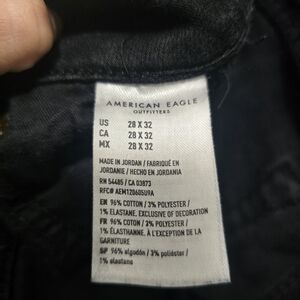 AMERICAN EAGLE
OUTFITTERS
US 28 X 32
CA 28 X 32
MX 28 X 32
MADE IN JORDAN / FABRIQUÉ EN
JORDANIE / HECHO EN JORDANIA
RN 54485 / CA 03873
RFC# AEM120605U9A
EN 96% COTTON / 3% POLYESTER /
1% ELASTANE, EXCLUSIVE OF DECORATION
FR 96% COTON / 3% POLYESTER /
1% ÉLASTHANNE, À L'EXCEPTION DE LA
GARNITURE
SP 96% algodón / 3% poliéster /
1% elastano